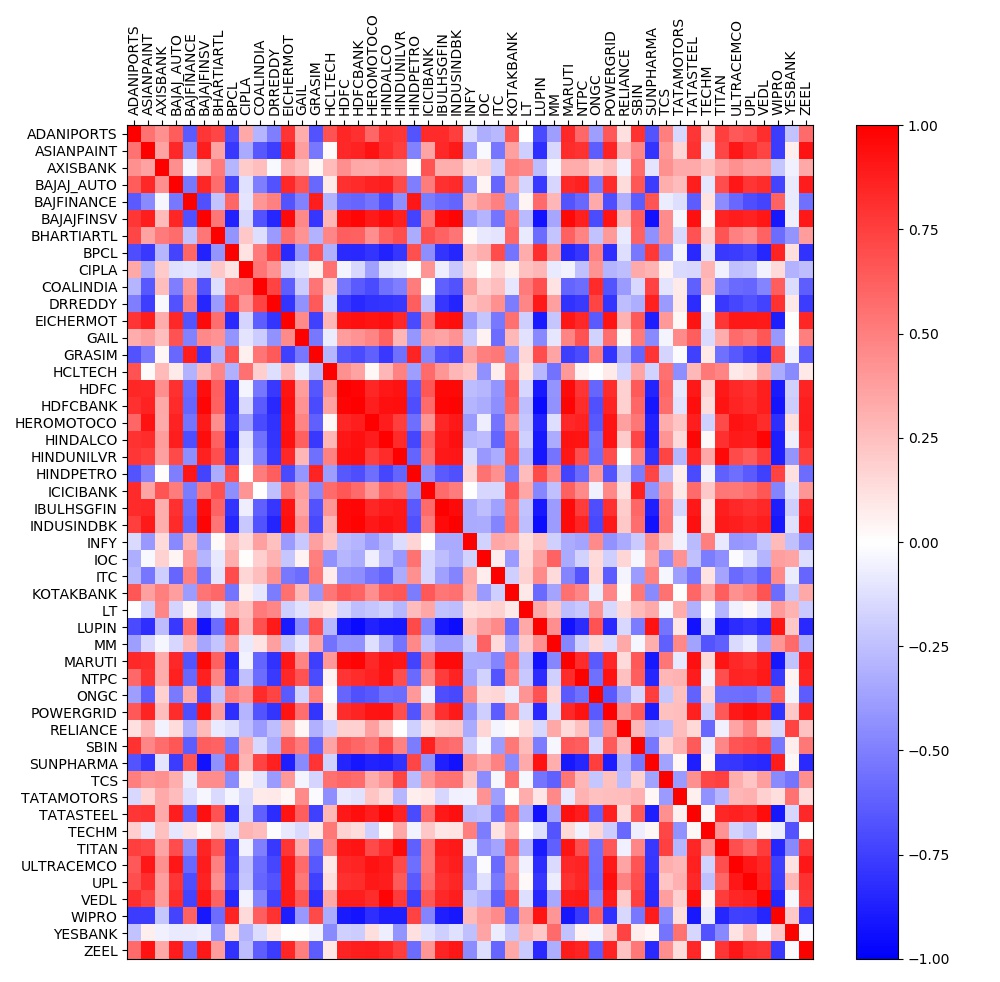 ADANIPORTS
ASIANPAINT
AXISBANK
BAJAJ_AUTO
BAJFINANCE
BAJAJFINSV
BHARTIARTL
BPCL
CIPLA
COALINDIA
DRREDDY
EICHERMOT
GAIL
GRASIM
HCLTECH
HDFC
HDFCBANK
HEROMOTOCO
HINDALCO
HINDUNILVR
HINDPETRO
CICIBANK
IBULHSGFIN
INDUSINDBK
INFY
IOC
ITC
KOTAKBANK
LT
LUPIN
MM
MARUTI
NTPC
ONGC
POWERGRID
RELIANCE
SBIN
SUNPHARMA
TCS
TATAMOTORS
TATASTEEL
TECHM
TITAN
ULTRACEMCO
UPL
VEDL
WIPRO
YESBANK
ZEEL
ADANIPORTS
ASIANPAINT
AXISBANK
BAJAJ_AUTO
BAJFINANCE
BAJAJFINSV
BHARTIARTL
BPCL
CIPLA
COALINDIA
DRREDDY
EICHERMOT
GAIL
GRASIM
HCLTECH
HDFC
HDFCBANK
HEROMOTOCO
HINDALCO
HINDUNILVR
HINDPETRO
ICICIBANK
IBULHSGFIN
INDUSINDBK
INFY
IOC
ITC
KOTAKBANK
LT
LUPIN
MM
MARUTI
NTPC
ONGC
POWERGRID
RELIANCE
SBIN
SUNPHARMA
TCS
TATAMOTORS
TATASTEEL
TECHM
TITAN
ULTRACEMCO
UPL
VEDL
WIPRO
YESBANK
ZEEL
1.00
0.75
0.50
0.25
0.00
−0.25
−0.50
−0.75
−1.00